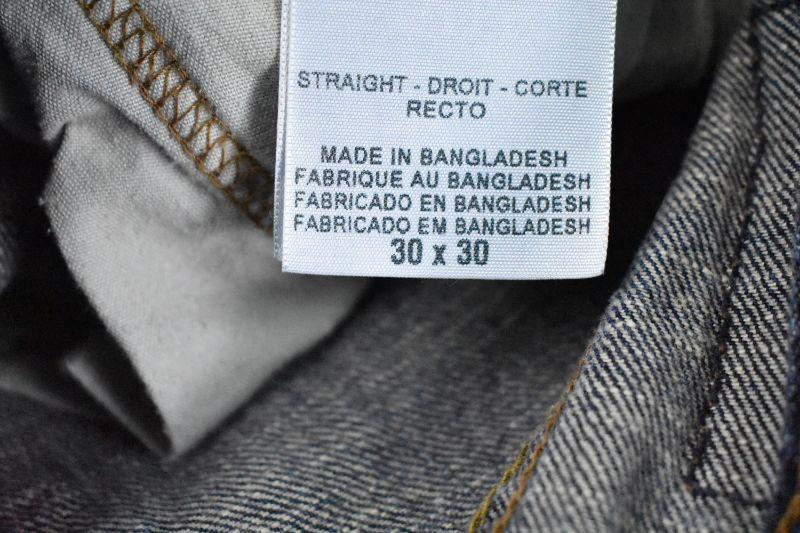 STRAIGHT - DROIT - CORTE
RECTO
MADE IN BANGLADESH
FABRIQUE AU BANGLADESH
FABRICADO EN BANGLADESH
FABRICADO EM BANGLADESH
30 x 30